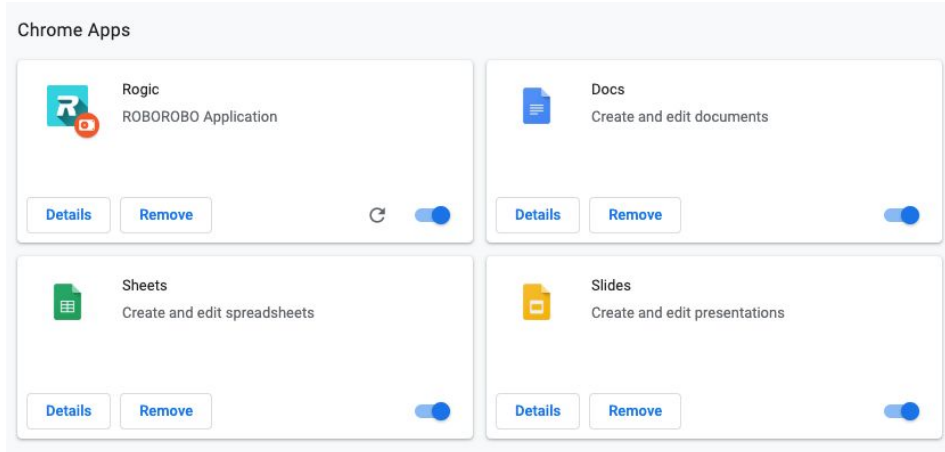 Chrome Apps
Rogic
ROBOROBO Application
Details
Remove
Docs
Create and edit documents
Details
Remove
Sheets
Create and edit spreadsheets
Details
Remove
Slides
Create and edit presentations
Details
Remove